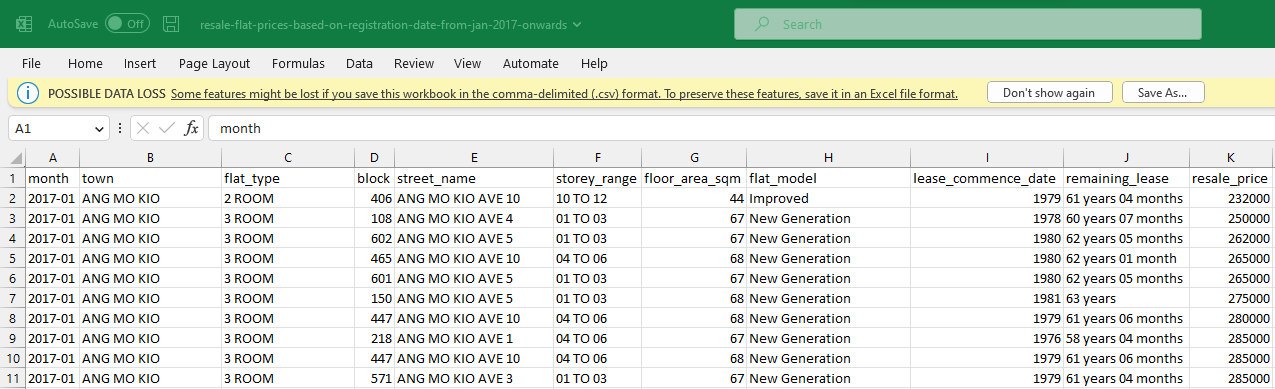 AutoSave Off resale-flat-prices-based-on-registration-date-from-jan-2017-onwards Search
File Home Insert Page Layout Formulas Data Review View Automate Help
POSSIBLE DATA LOSS Some features might be lost if you save this workbook in the comma-delimited (.csv) format. To preserve these features, save it in an Excel file format. Don't show again Save As...
A1 fx month
A B C D E F G H I J K
1 month town flat_type block street_name storey_range floor_area_sqm flat_model lease_commence_date remaining_lease resale_price
2 2017-01 ANG MO KIO 2 ROOM 406 ANG MO KIO AVE 10 10 TO 12 44 Improved 1979 61 years 04 months 232000
3 2017-01 ANG MO KIO 3 ROOM 108 ANG MO KIO AVE 4 01 TO 03 67 New Generation 1978 60 years 07 months 250000
4 2017-01 ANG MO KIO 3 ROOM 602 ANG MO KIO AVE 5 01 TO 03 67 New Generation 1980 62 years 05 months 262000
5 2017-01 ANG MO KIO 3 ROOM 465 ANG MO KIO AVE 10 04 TO 06 68 New Generation 1980 62 years 01 month 265000
6 2017-01 ANG MO KIO 3 ROOM 601 ANG MO KIO AVE 5 01 TO 03 67 New Generation 1980 62 years 05 months 265000
7 2017-01 ANG MO KIO 3 ROOM 150 ANG MO KIO AVE 5 01 TO 03 68 New Generation 1981 63 years 275000
8 2017-01 ANG MO KIO 3 ROOM 447 ANG MO KIO AVE 10 04 TO 06 68 New Generation 1979 61 years 06 months 280000
9 2017-01 ANG MO KIO 3 ROOM 218 ANG MO KIO AVE 1 04 TO 06 67 New Generation 1976 58 years 04 months 285000
10 2017-01 ANG MO KIO 3 ROOM 447 ANG MO KIO AVE 10 04 TO 06 68 New Generation 1979 61 years 06 months 285000
11 2017-01 ANG MO KIO 3 ROOM 571 ANG MO KIO AVE 3 01 TO 03 67 New Generation 1979 61 years 04 months 285000